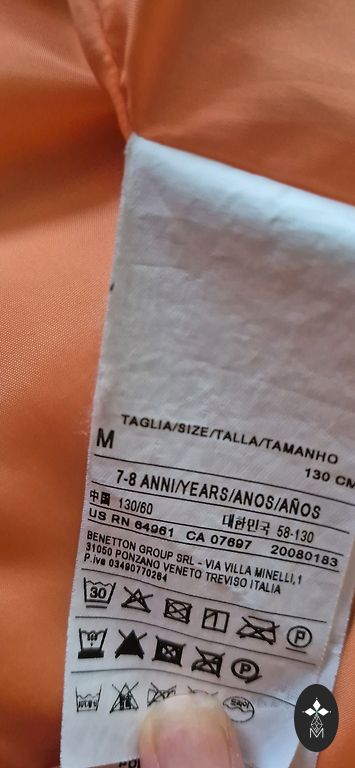 TAGLIA/SIZE/TALLA/TAMANHO
M 130 CM
7-8 ANNI/YEARS/ANOS/AÑOS
中国 130/60 대한민국 58-130
US RN 64961 CA 07697 20080183
BENETTON GROUP SRL - VIA VILLA MINELLI,1
31050 PONZANO VENETO TREVISO ITALIA
P.iva 03490770264
30
P